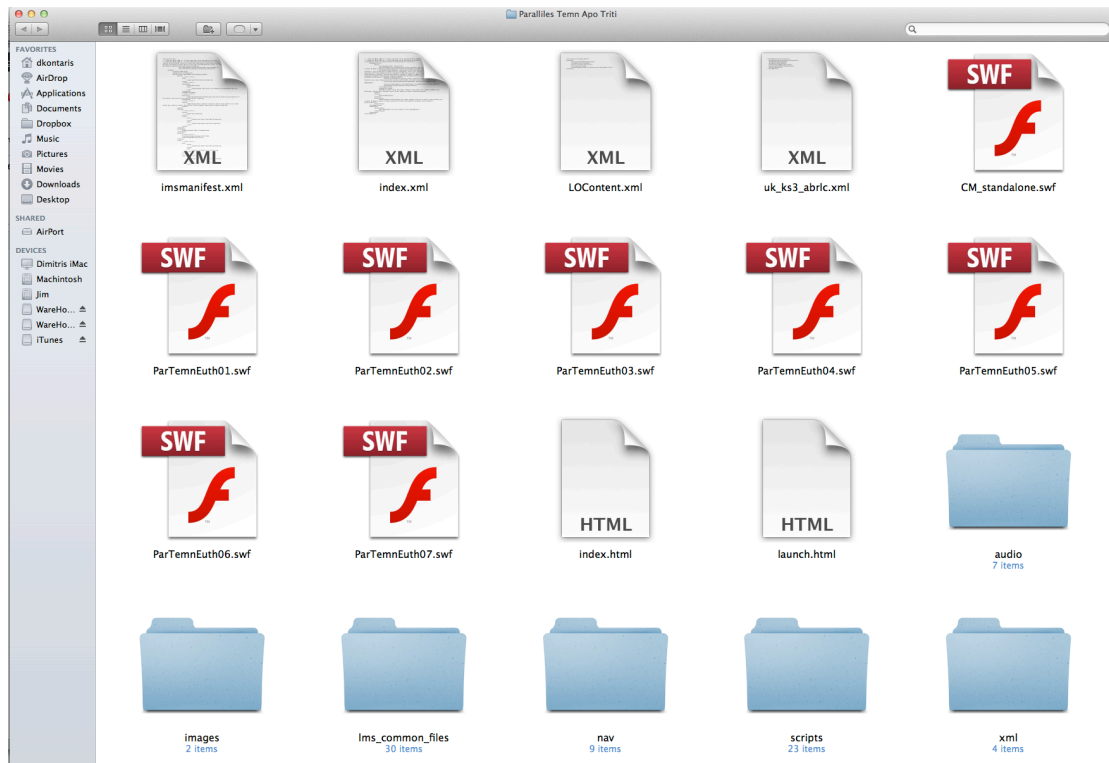 Paralliles Temn Apo Triti
FAVORITES
dkontaris
AirDrop
Applications
Documents
Dropbox
Music
Pictures
Movies
Downloads
Desktop
SHARED
AirPort
DEVICES
Dimitris iMac
Machintosh
Jim
WareHo...
WareHo...
iTunes
XML XML XML XML SWF
imsmanifest.xml index.xml LOContent.xml uk_ks3_abrlc.xml CM_standalone.swf
SWF SWF SWF SWF SWF
ParTemnEuth01.swf ParTemnEuth02.swf ParTemnEuth03.swf ParTemnEuth04.swf ParTemnEuth05.swf
SWF SWF HTML HTML
ParTemnEuth06.swf ParTemnEuth07.swf index.html launch.html audio
7 items
images lms_common_files nav scripts xml
2 items 30 items 9 items 23 items 4 items